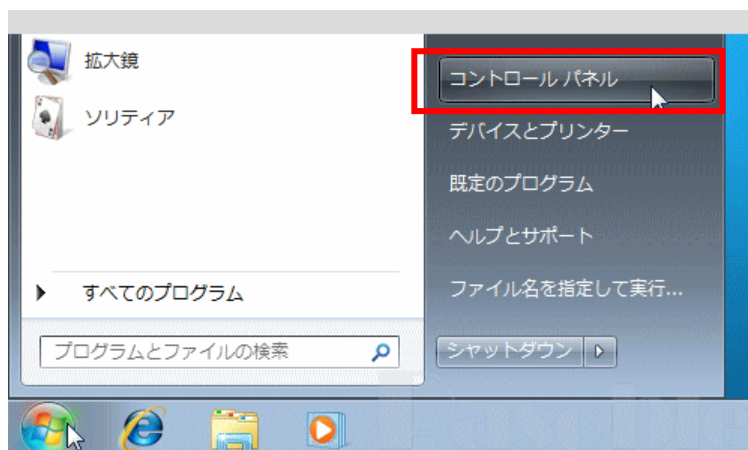 拡大鏡
ソリティア
すべてのプログラム
プログラムとファイルの検索
コントロール パネル
デバイスとプリンター
既定のプログラム
ヘルプとサポート
ファイル名を指定して実行...
シャットダウン